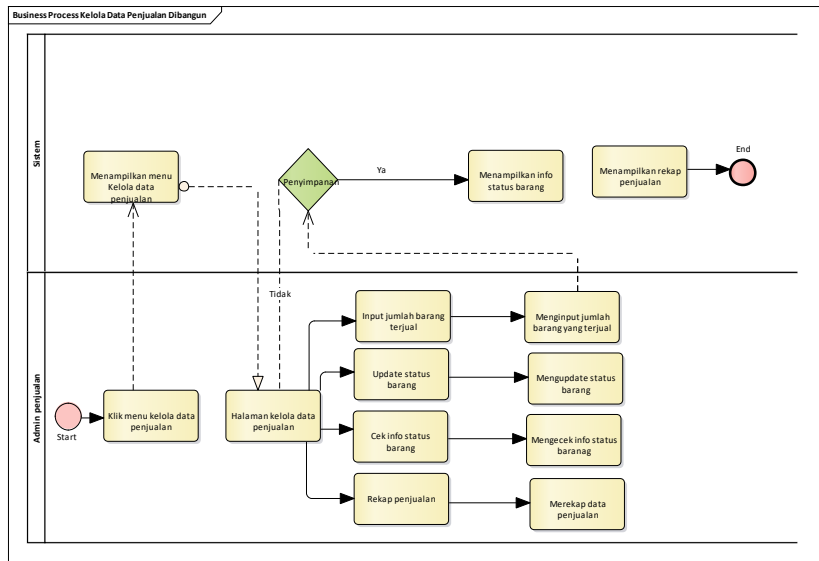 Business Process Kelola Data Penjualan Dibangun
Sistem
Menampilkan menu
Kelola data
penjualan
Penyimpanan
Ya
Menampilkan info
status barang
Menampilkan rekap
penjualan
End
Admin penjualan
Tidak
Start
Klik menu kelola data
penjualan
Halaman kelola data
penjualan
Input jumlah barang
terjual
Menginput jumlah
barang yang terjual
Update status
barang
Mengupdate status
barang
Cek info status
barang
Mengecek info status
baranag
Rekap penjualan
Merekap data
penjualan